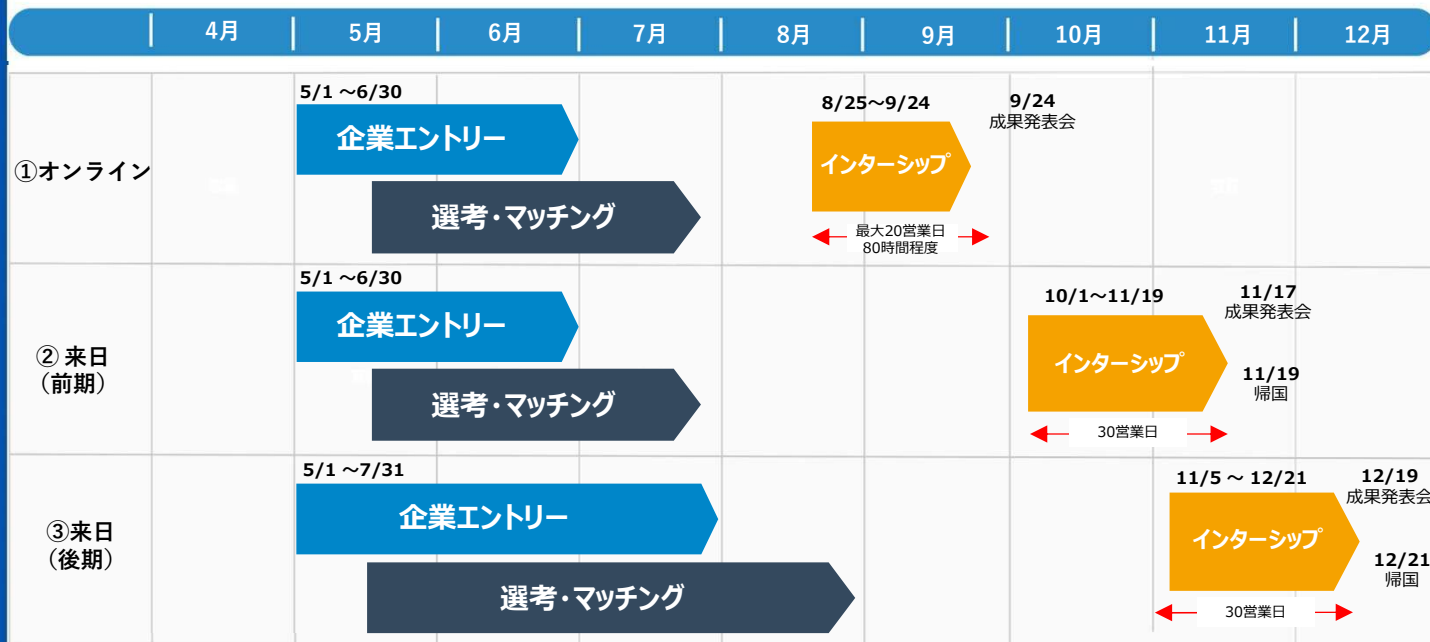 4月 5月 6月 7月 8月 9月 10月 11月 12月
①オンライン
5/1 ～6/30
企業エントリー
選考・マッチング
8/25～9/24
インターシップ
最大20営業日
80時間程度
9/24
成果発表会
② 来日
（前期）
5/1 ～6/30
企業エントリー
選考・マッチング
10/1～11/19
インターシップ
30営業日
11/17
成果発表会
11/19
帰国
③来日
（後期）
5/1 ～7/31
企業エントリー
選考・マッチング
11/5 ～ 12/21
インターシップ
30営業日
12/19
成果発表会
12/21
帰国